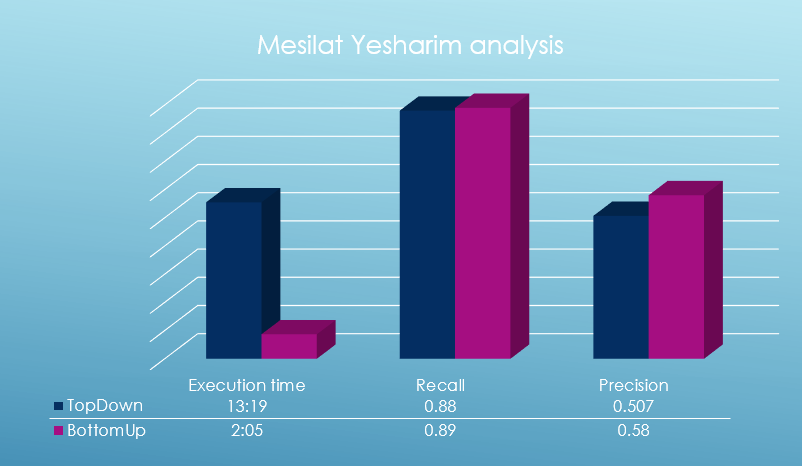 Mesilat Yesharim analysis
Execution time Recall Precision
TopDown 13:19 0.88 0.507
BottomUp 2:05 0.89 0.58